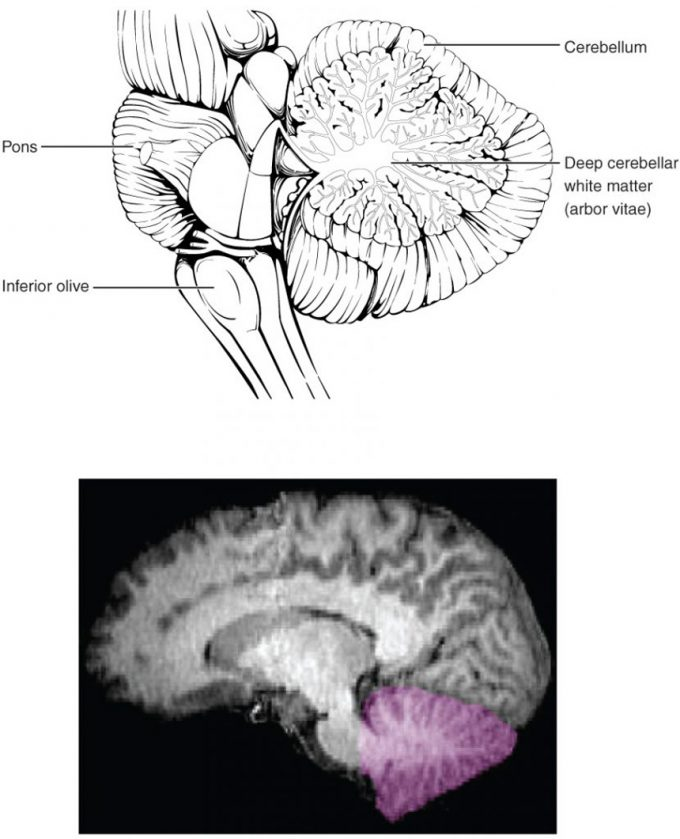 Cerebellum
Pons
Deep cerebellar
white matter
(arbor vitae)
Inferior olive